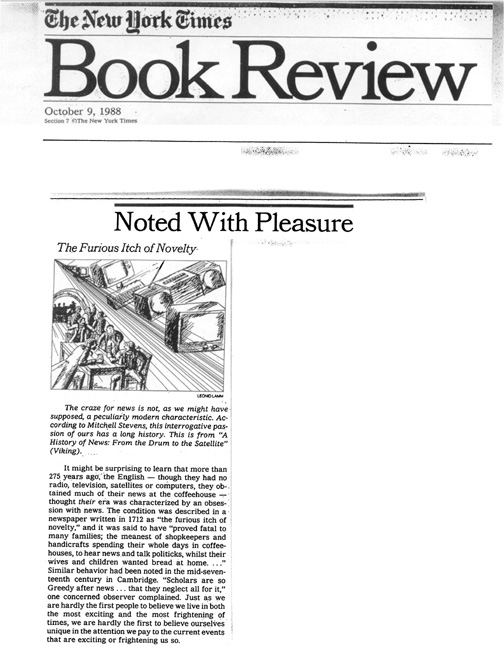 The New York Times
Book Review
October 9, 1988
Section 7 ©The New York Times
Noted With Pleasure
The Furious Itch of Novelty
LEONID LAMM
The craze for news is not, as we might have
supposed, a peculiarly modern characteristic. Ac-
cording to Mitchell Stevens, this interrogative pas-
sion of ours has a long history. This is from "A
History of News: From the Drum to the Satellite"
(Viking).
It might be surprising to learn that more than
275 years ago, the English — though they had no
radio, television, satellites or computers, they ob-
tained much of their news at the coffeehouse —
thought their era was characterized by an obses-
sion with news. The condition was described in a
newspaper written in 1712 as "the furious itch of
novelty," and it was said to have "proved fatal to
many families; the meanest of shopkeepers and
handicrafts spending their whole days in coffee-
houses, to hear news and talk politicks, whilst their
wives and children wanted bread at home. . . ."
Similar behavior had been noted in the mid-seven-
teenth century in Cambridge. "Scholars are so
Greedy after news . . . that they neglect all for it,"
one concerned observer complained. Just as we
are hardly the first people to believe we live in both
the most exciting and the most frightening of
times, we are hardly the first to believe ourselves
unique in the attention we pay to the current events
that are exciting or frightening us so.